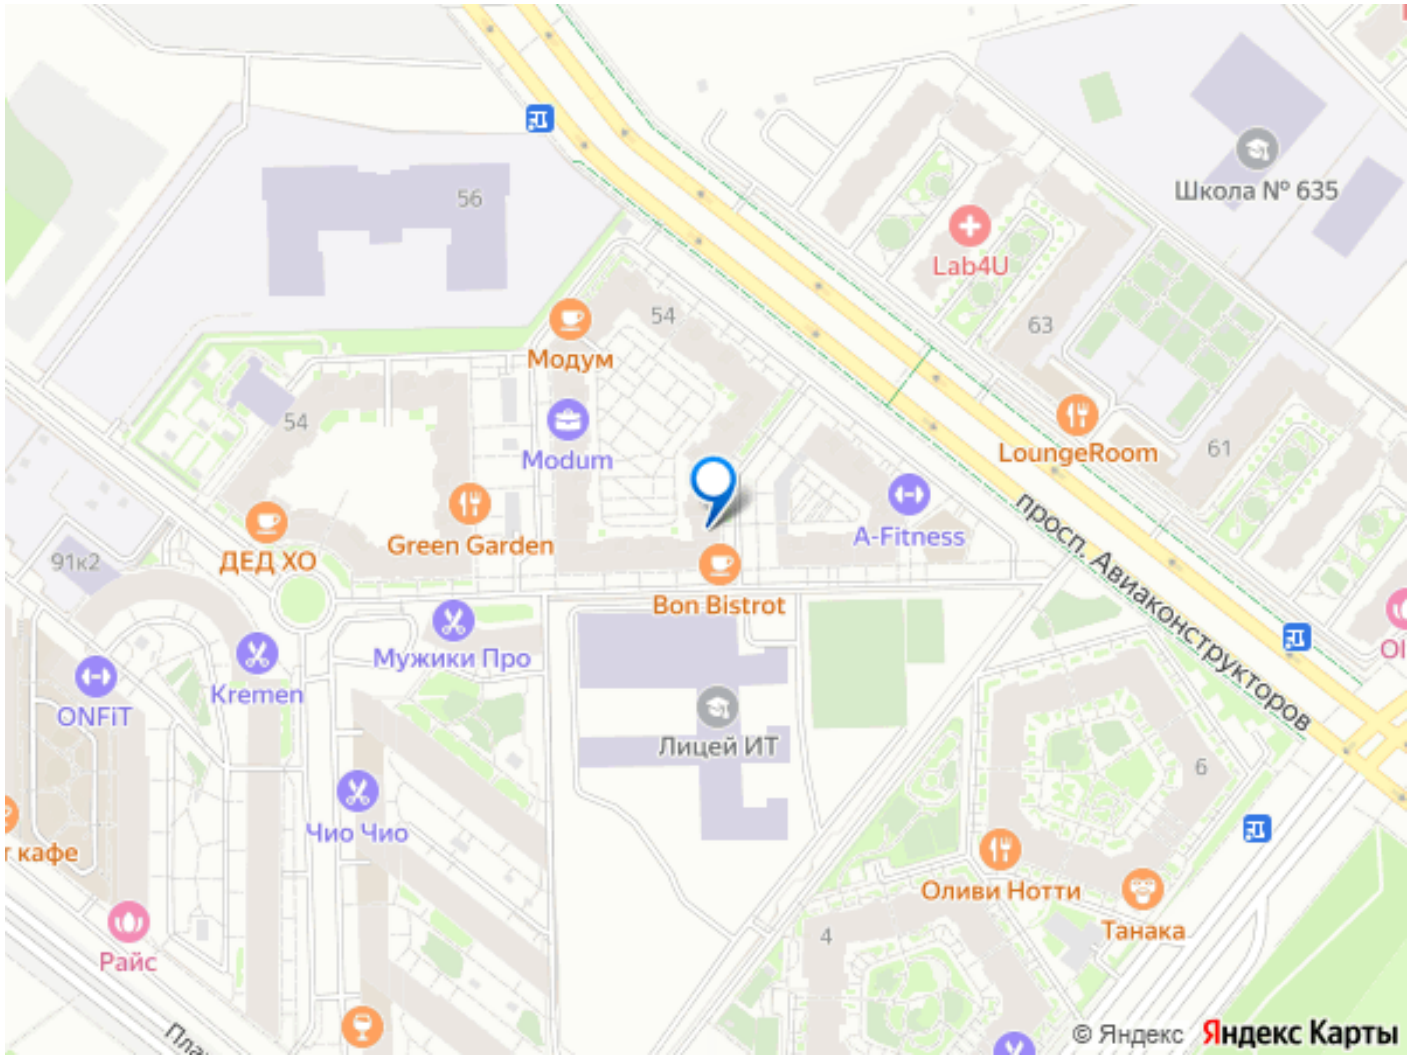 56
Школа № 635
Lab4U
54
63
Модум
54
Modum
LoungeRoom
61
Green Garden
A-Fitness
просп. Авиаконструкторов
ДЕД ХО
91к2
Bon Bistrot
Мужики Про
Kremen
ONFiT
Лицей ИТ
6
Чио Чио
кафе
Оливи Нотти
Танака
4
Райс
© Яндекс Яндекс Карты